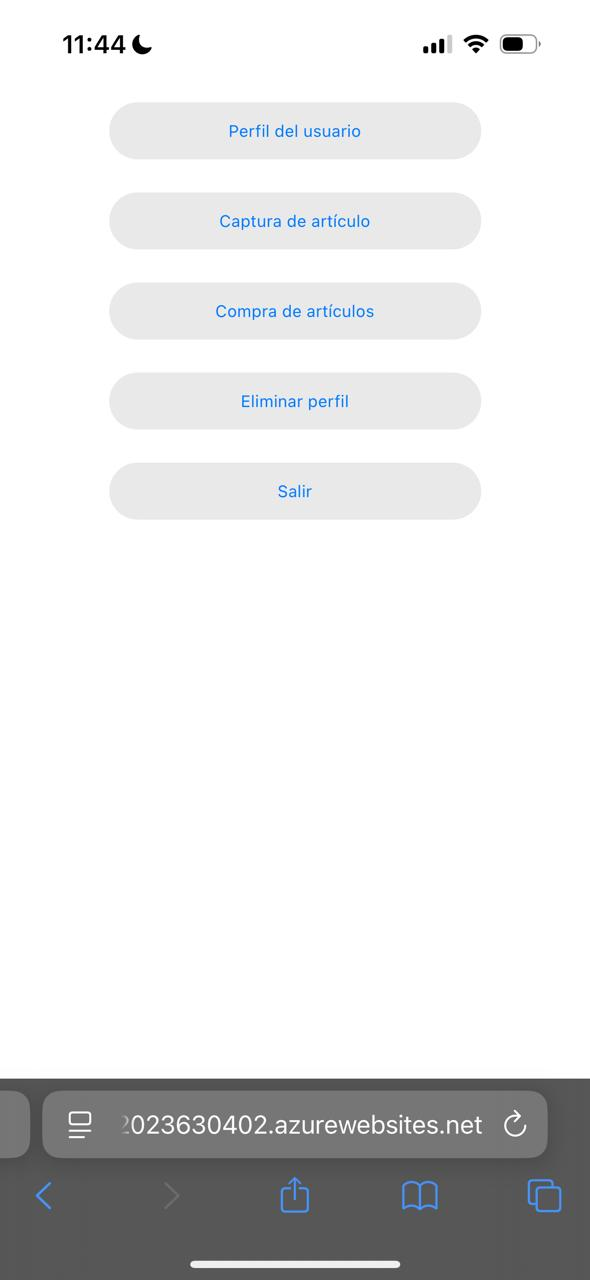 11:44
Perfil del usuario
Captura de artículo
Compra de artículos
Eliminar perfil
Salir
2023630402.azurewebsites.net